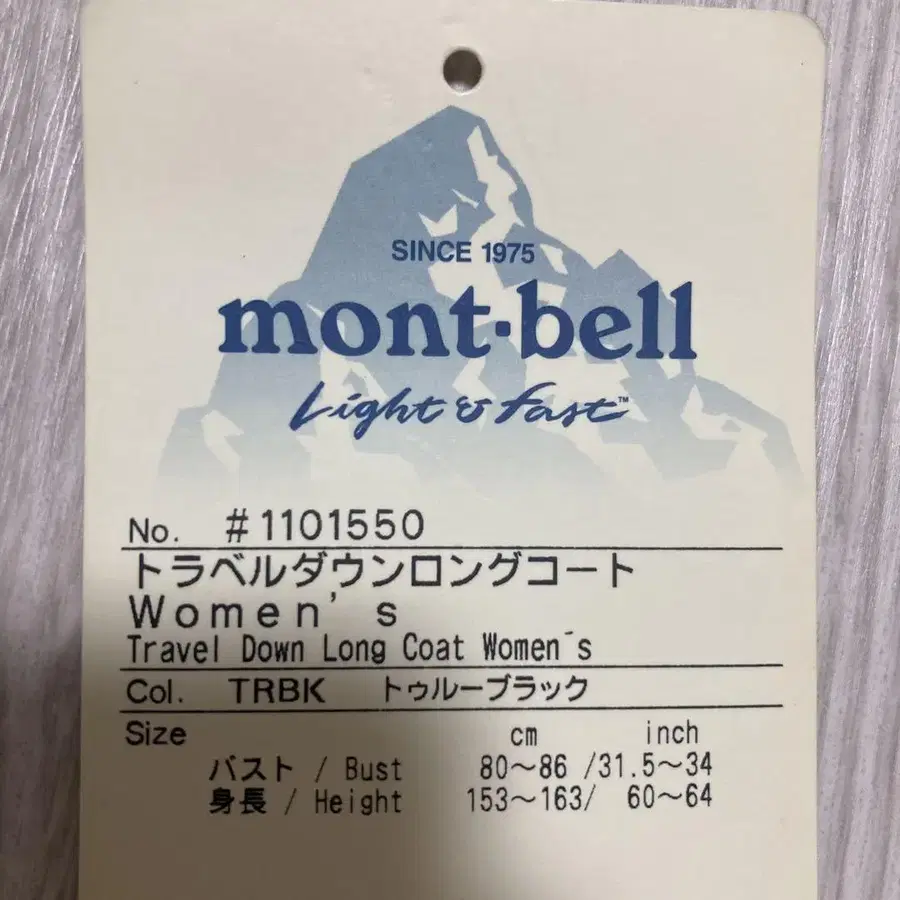 SINCE 1975
mont-bell
Light & fast™
No. #1101550
トラベルダウンロングコート
Women's
Travel Down Long Coat Women´s
Col. TRBK トゥルーブラック
Size cm inch
バスト / Bust 80～86 /31.5～34
身長 / Height 153～163/ 60～64